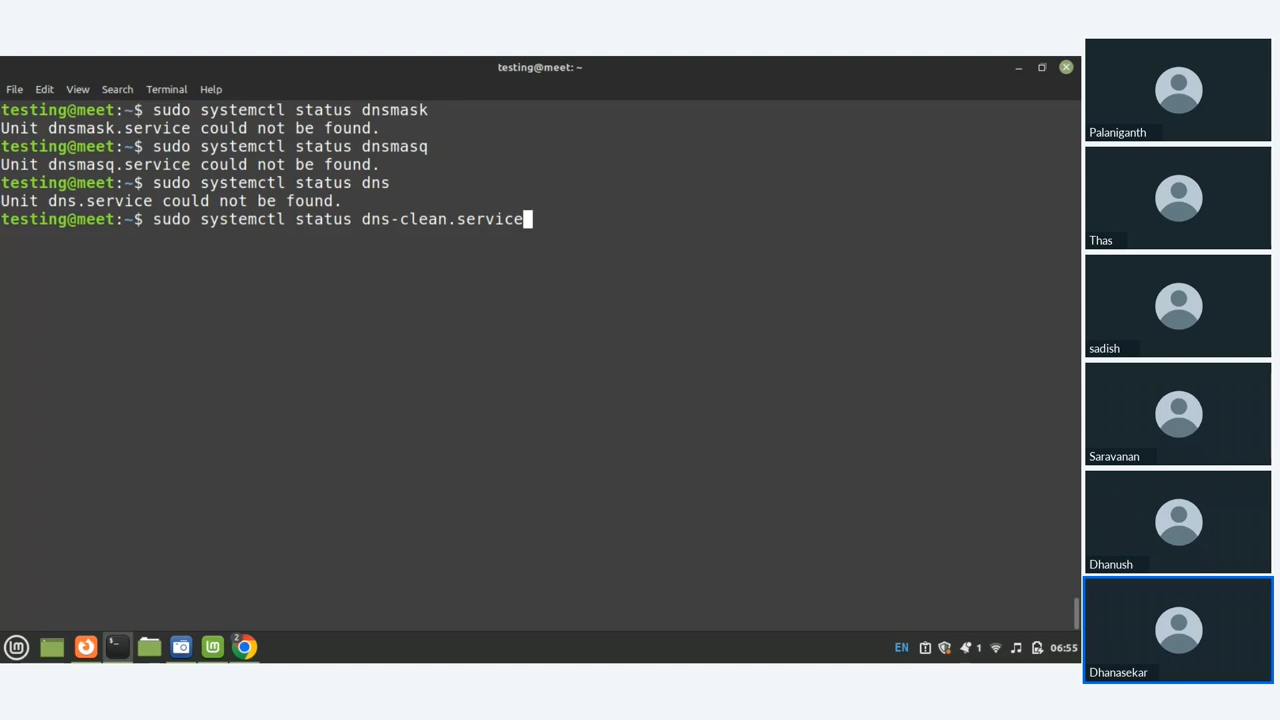 testing@meet: ~
File Edit View Search Terminal Help
testing@meet:~$ sudo systemctl status dnsmask
Unit dnsmask.service could not be found.
testing@meet:~$ sudo systemctl status dnsmasq
Unit dnsmasq.service could not be found.
testing@meet:~$ sudo systemctl status dns
Unit dns.service could not be found.
testing@meet:~$ sudo systemctl status dns-clean.service
2
EN 1 06:55
Palaniganth
Thas
sadish
Saravanan
Dhanush
Dhanasekar